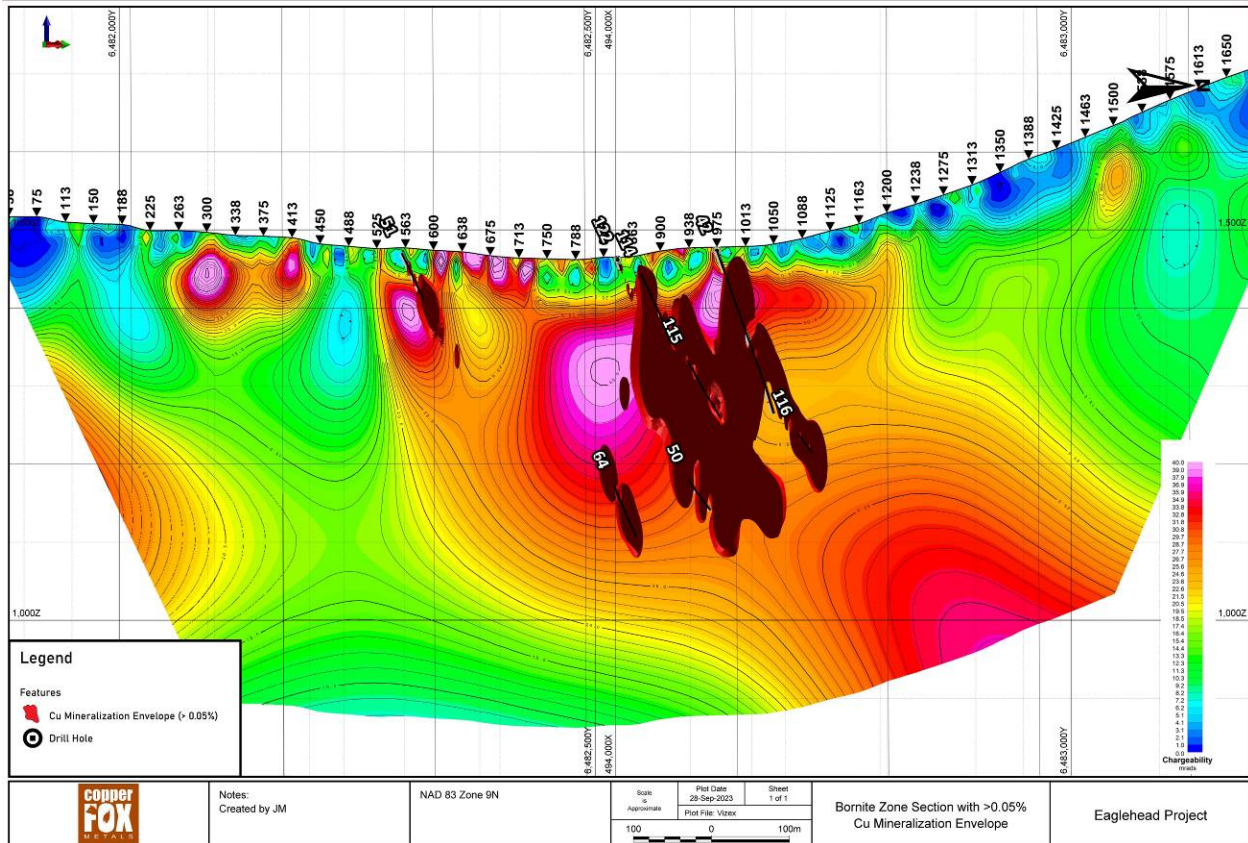 6,482,000Y
6,482,500Y
494,000X
6,483,000Y
75
113
150
188
225
263
300
338
375
413
450
488
525
563
600
638
675
713
750
788
863
900
938
975
1013
1050
1088
1125
1163
1200
1238
1275
1313
1350
1388
1425
1463
1500
1575
1613
1650
N
1,500Z
51
122
114
42
115
116
50
64
1,000Z
1,000Z
40.0
39.0
37.9
36.9
35.9
34.9
33.8
32.8
31.8
30.8
29.7
28.7
27.7
26.7
25.6
24.6
23.6
22.6
21.5
20.5
19.5
18.5
17.4
16.4
15.4
14.4
13.3
12.3
11.3
10.3
9.2
8.2
7.2
6.2
5.1
4.1
3.1
2.1
1.0
0.0
Chargeability
mrads
Legend
Features
Cu Mineralization Envelope (> 0.05%)
Drill Hole
6,482,500Y
494,000X
6,483,000Y
copper
FOX
METALS
Notes:
Created by JM
NAD 83 Zone 9N
Scale
is
Approximate
Plot Date
28-Sep-2023
Sheet
1 of 1
Plot File: Vizex
100 0 100m
Bornite Zone Section with >0.05%
Cu Mineralization Envelope
Eaglehead Project